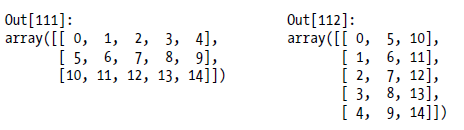 Out[111]:
array([[ 0,  1,  2,  3,  4],
       [ 5,  6,  7,  8,  9],
       [10, 11, 12, 13, 14]])
Out[112]:
array([[ 0,  5, 10],
       [ 1,  6, 11],
       [ 2,  7, 12],
       [ 3,  8, 13],
       [ 4,  9, 14]])